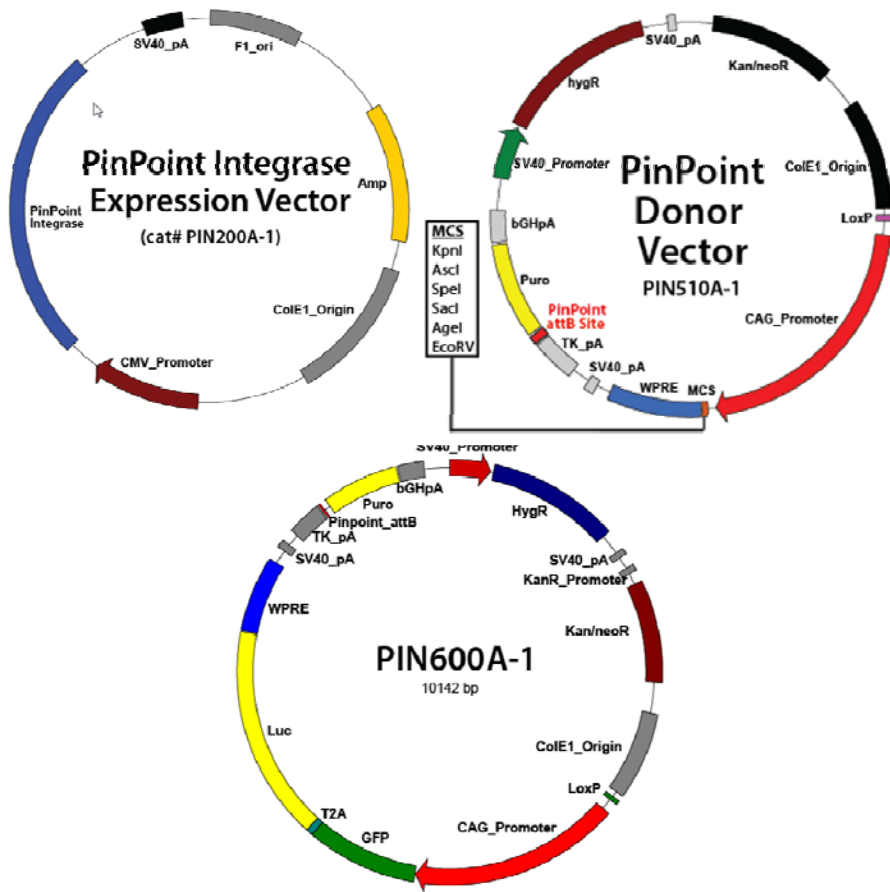 SV40_pA
F1_ori
Amp
PinPoint Integrase
Expression Vector
(cat# PIN200A-1)
PinPoint
Integrase
ColE1_Origin
CMV_Promoter
SV40_pA
Kan/neoR
hygR
ColE1_Origin
SV40_Promoter
PinPoint
Donor
Vector
PIN510A-1
LoxP
bGHpA
Puro
CAG_Promoter
PinPoint
attB Site
TK_pA
SV40_pA
WPRE
MCS
MCS
KpnI
AscI
SpeI
SacI
AgeI
EcoRV
SV40_Promoter
bGHpA
Puro
HygR
Pinpoint_attB
TK_pA
SV40_pA
SV40_pA
KanR_Promoter
WPRE
Kan/neoR
PIN600A-1
10142 bp
Luc
ColE1_Origin
LoxP
T2A
CAG_Promoter
GFP